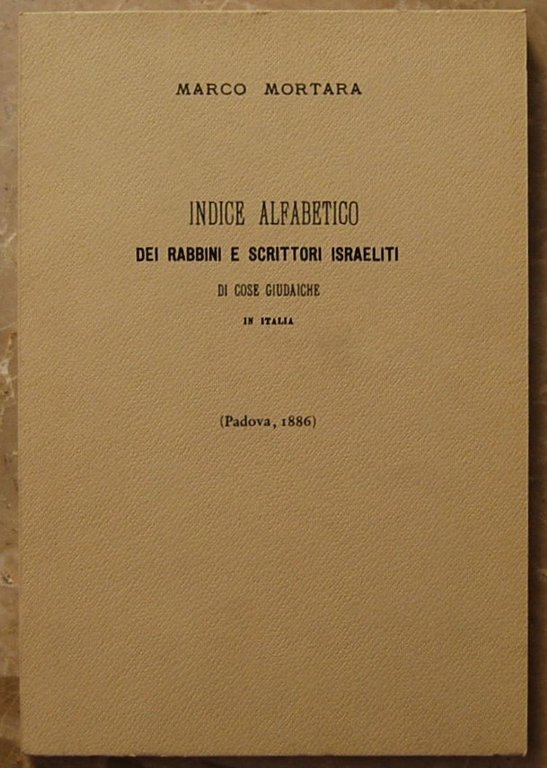 MARCO MORTARA
INDICE ALFABETICO
DEI RABBINI E SCRITTORI ISRAELITI
DI COSE GIUDAICHE
IN ITALIA
(Padova, 1886)